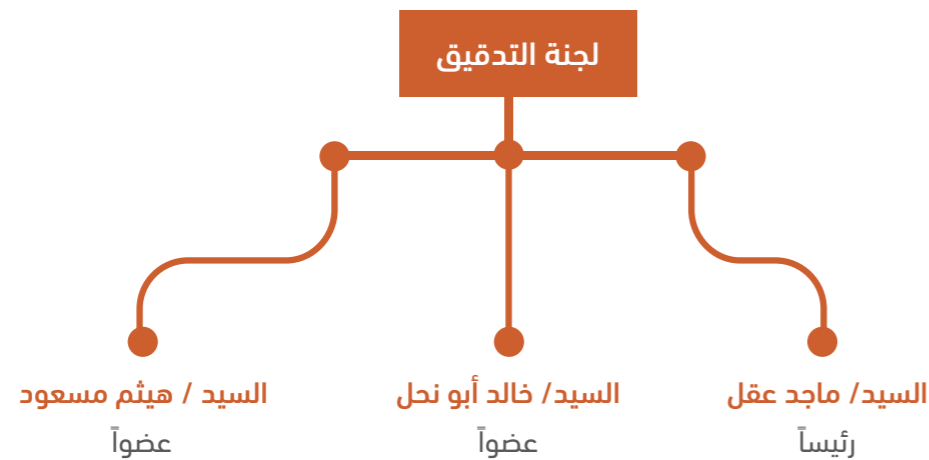 لجنة التدقيق
السيد/ ماجد عقل
رئيساً
السيد/ خالد أبو نحل
عضواً
السيد / هيثم مسعود
عضواً